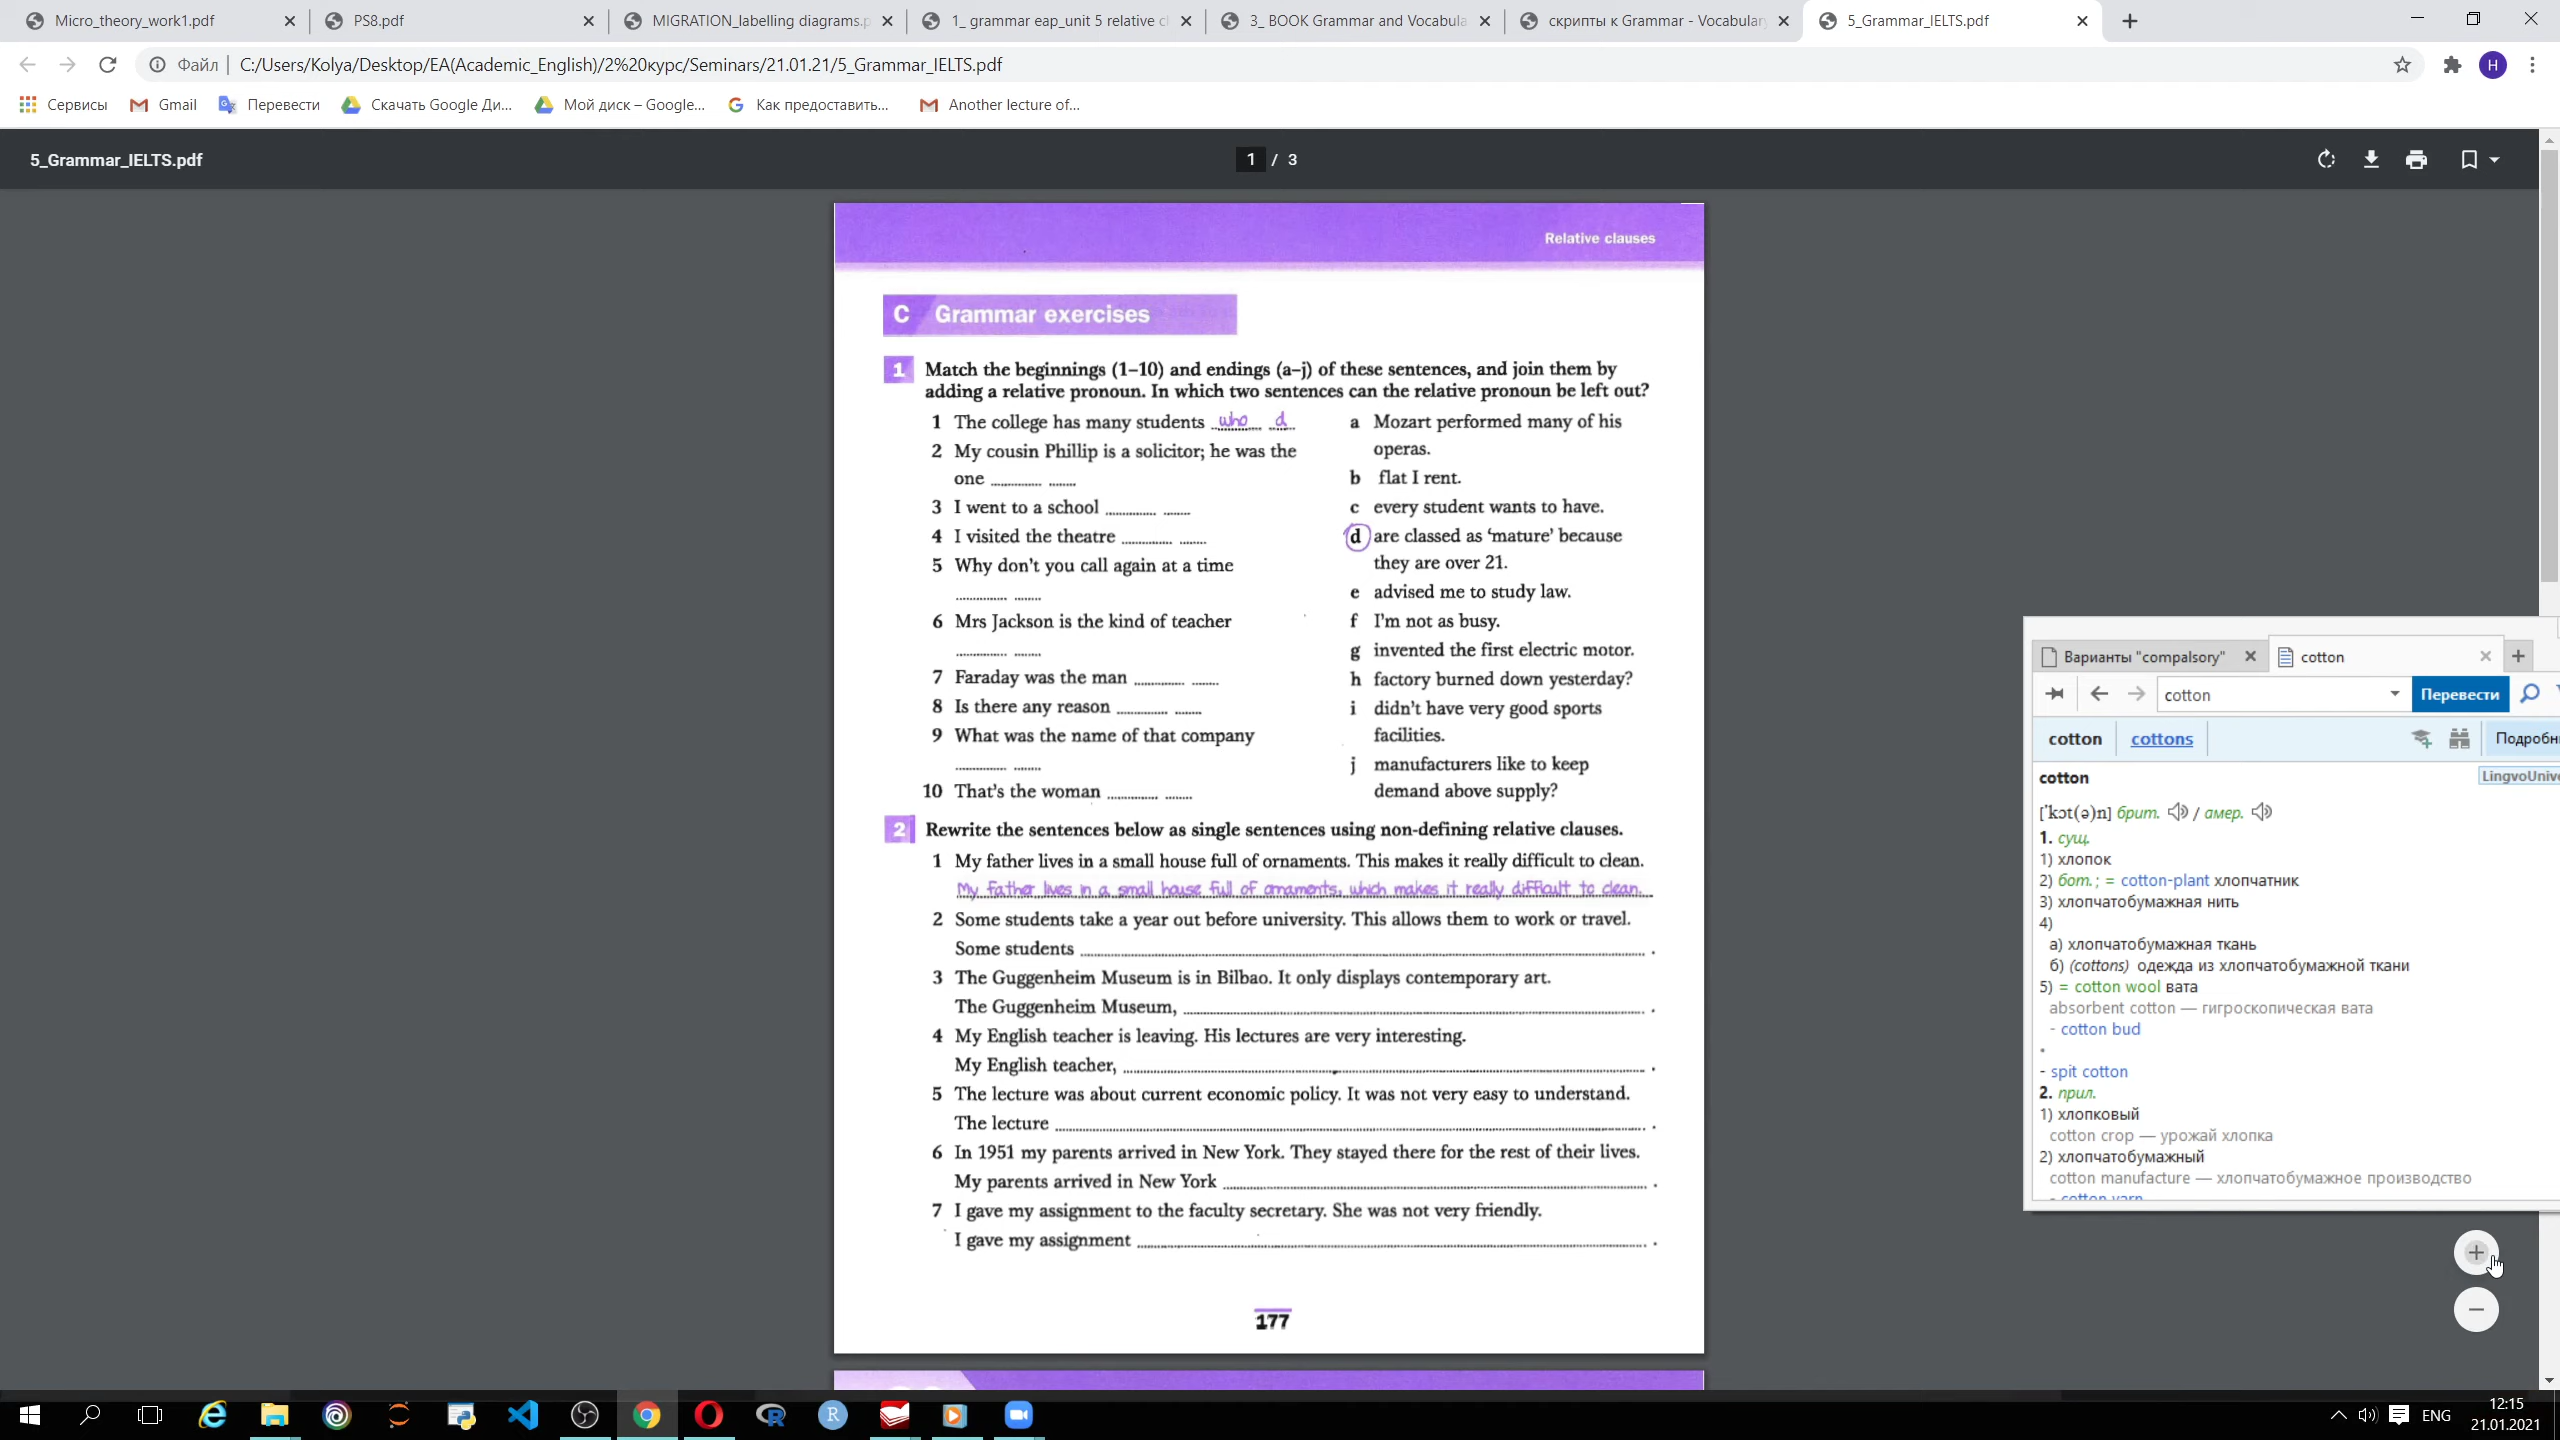 Micro_theory_work1.pdf
PS8.pdf
MIGRATION_labelling diagrams.p
1_ grammar eap_unit 5 relative cl
3_ BOOK Grammar and Vocabula
скрипты к Grammar - Vocabulary
5_Grammar_IELTS.pdf
Файл C:/Users/Kolya/Desktop/EA(Academic_English)/2%20курс/Seminars/21.01.21/5_Grammar_IELTS.pdf
H
Сервисы Gmail Перевести Скачать Google Ди... Мой диск – Google... Как предоставить... Another lecture of...
5_Grammar_IELTS.pdf 1 / 3
Relative clauses
C Grammar exercises
1 Match the beginnings (1–10) and endings (a–j) of these sentences, and join them by
adding a relative pronoun. In which two sentences can the relative pronoun be left out?
1 The college has many students who d
2 My cousin Phillip is a solicitor; he was the
one ............ .......
3 I went to a school ............ .......
4 I visited the theatre ............ .......
5 Why don't you call again at a time
............ .......
6 Mrs Jackson is the kind of teacher
............ .......
7 Faraday was the man ............ .......
8 Is there any reason ............ .......
9 What was the name of that company
............ .......
10 That's the woman ............ .......
a Mozart performed many of his
operas.
b flat I rent.
c every student wants to have.
d are classed as 'mature' because
they are over 21.
e advised me to study law.
f I'm not as busy.
g invented the first electric motor.
h factory burned down yesterday?
i didn't have very good sports
facilities.
j manufacturers like to keep
demand above supply?
2 Rewrite the sentences below as single sentences using non-defining relative clauses.
1 My father lives in a small house full of ornaments. This makes it really difficult to clean.
My father lives in a small house full of ornaments, which makes it really difficult to clean.
2 Some students take a year out before university. This allows them to work or travel.
Some students ............ .
3 The Guggenheim Museum is in Bilbao. It only displays contemporary art.
The Guggenheim Museum, ............ .
4 My English teacher is leaving. His lectures are very interesting.
My English teacher, ............ .
5 The lecture was about current economic policy. It was not very easy to understand.
The lecture ............ .
6 In 1951 my parents arrived in New York. They stayed there for the rest of their lives.
My parents arrived in New York ............ .
7 I gave my assignment to the faculty secretary. She was not very friendly.
I gave my assignment ............ .
177
Варианты "compalsory" cotton
cotton Перевести
cotton cottons Подробн
cotton LingvoUnive
['kɔt(ə)n] брит. / амер.
1. сущ.
1) хлопок
2) бот. ; = cotton-plant хлопчатник
3) хлопчатобумажная нить
4)
а) хлопчатобумажная ткань
б) (cottons) одежда из хлопчатобумажной ткани
5) = cotton wool вата
absorbent cotton — гигроскопическая вата
- cotton bud
•
- spit cotton
2. прил.
1) хлопковый
cotton crop — урожай хлопка
2) хлопчатобумажный
cotton manufacture — хлопчатобумажное производство
- cotton yarn
ENG
12:15
21.01.2021